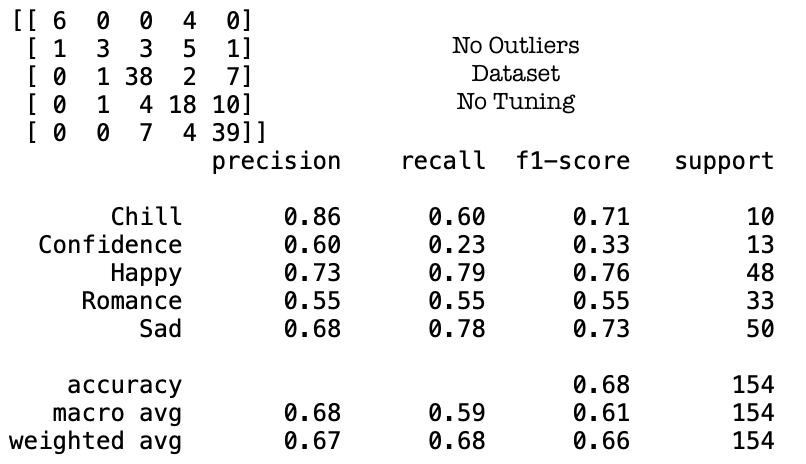 [[ 6 0 0 4 0]
[ 1 3 3 5 1]
[ 0 1 38 2 7]
[ 0 1 4 18 10]
[ 0 0 7 4 39]]
No Outliers
Dataset
No Tuning
precision recall f1-score support
Chill 0.86 0.60 0.71 10
Confidence 0.60 0.23 0.33 13
Happy 0.73 0.79 0.76 48
Romance 0.55 0.55 0.55 33
Sad 0.68 0.78 0.73 50
accuracy 0.68 154
macro avg 0.68 0.59 0.61 154
weighted avg 0.67 0.68 0.66 154